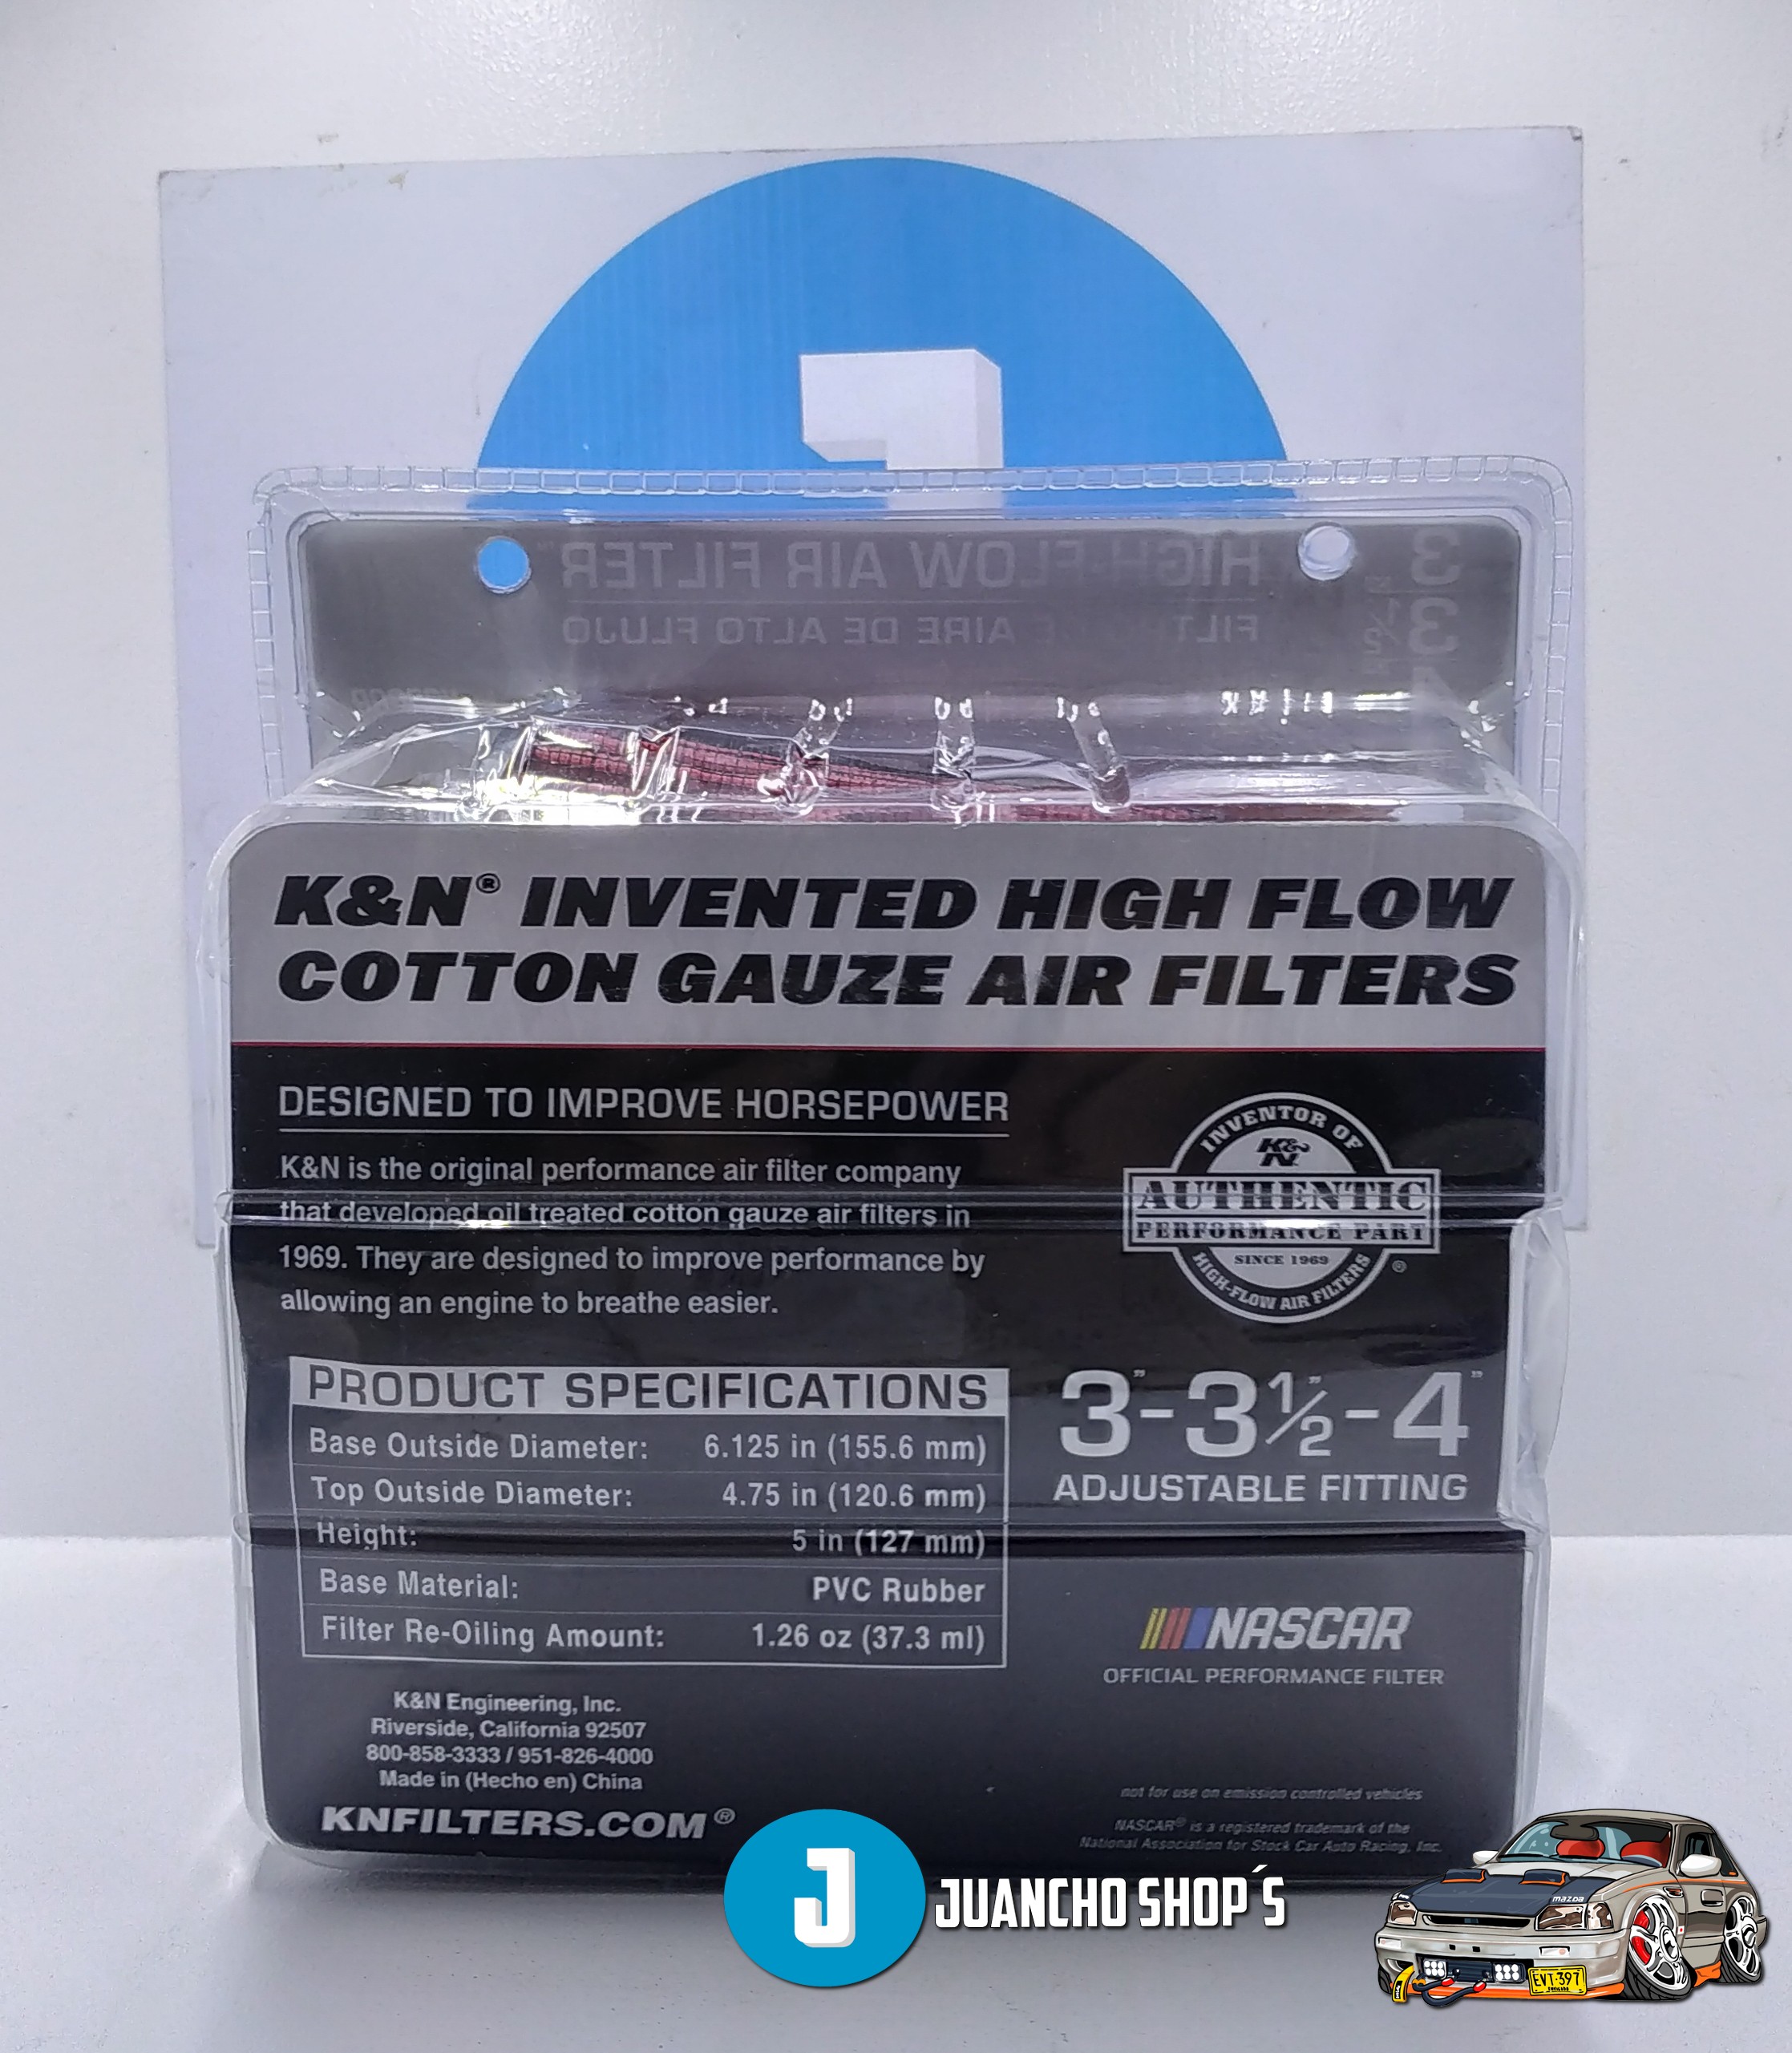 HIGH-FLOW AIR FILTER™
AIRE DE ALTO FLUJO
3
3 1/2
K&N® INVENTED HIGH FLOW
COTTON GAUZE AIR FILTERS
DESIGNED TO IMPROVE HORSEPOWER
K&N is the original performance air filter company
that developed oil treated cotton gauze air filters in
1969. They are designed to improve performance by
allowing an engine to breathe easier.
INVENTOR OF
K&N
AUTHENTIC
PERFORMANCE PART
SINCE 1969
HIGH-FLOW AIR FILTERS
®
PRODUCT SPECIFICATIONS
Base Outside Diameter: 6.125 in (155.6 mm)
Top Outside Diameter: 4.75 in (120.6 mm)
Height: 5 in (127 mm)
Base Material: PVC Rubber
Filter Re-Oiling Amount: 1.26 oz (37.3 ml)
3"-3½"-4"
ADJUSTABLE FITTING
NASCAR
OFFICIAL PERFORMANCE FILTER
K&N Engineering, Inc.
Riverside, California 92507
800-858-3333 / 951-826-4000
Made in (Hecho en) China
KNFILTERS.COM®
not for use on emission controlled vehicles
NASCAR® is a registered trademark of the
National Association for Stock Car Auto Racing, Inc.
J JUANCHO SHOP´S
mazda
EVT-397